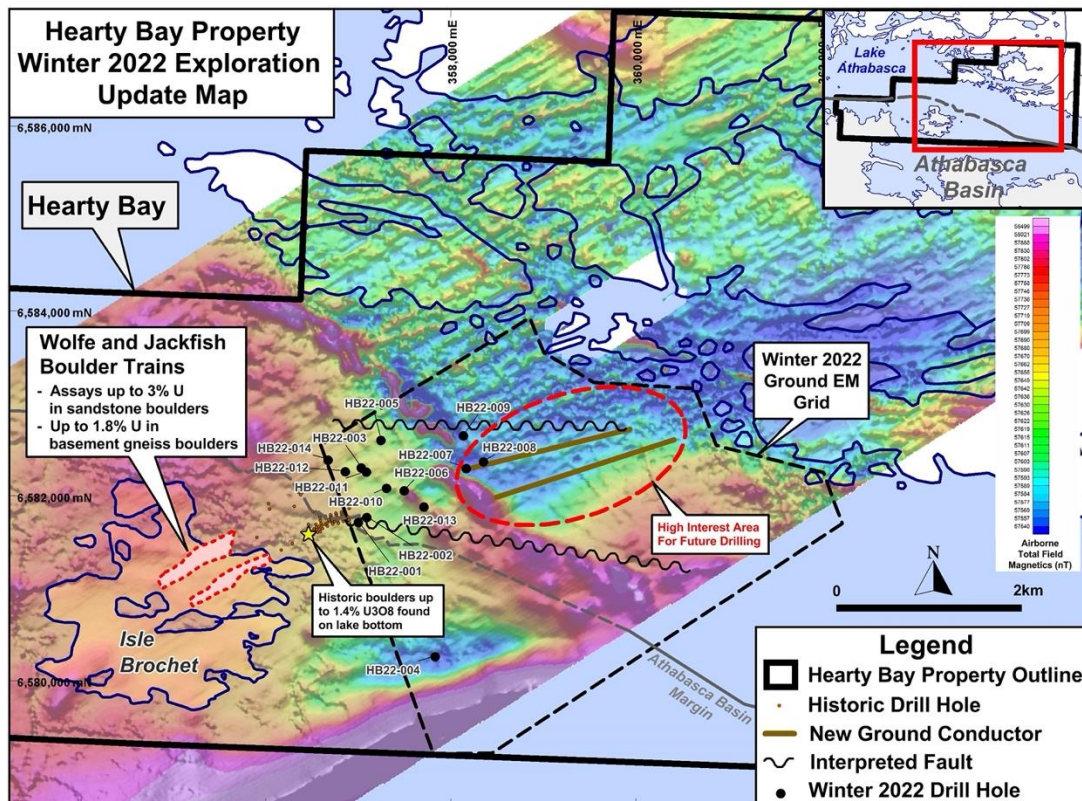 Hearty Bay Property
Winter 2022 Exploration
Update Map
358,000 mE
360,000 mE
6,586,000 mN
6,584,000 mN
6,582,000 mN
6,580,000 mN
Lake
Athabasca
Athabasca
Basin
Hearty Bay
Wolfe and Jackfish
Boulder Trains
- Assays up to 3% U
in sandstone boulders
- Up to 1.8% U in
basement gneiss boulders
Winter 2022
Ground EM
Grid
HB22-005
HB22-009
HB22-003
HB22-014
HB22-008
HB22-007
HB22-012
HB22-006
HB22-011
HB22-010
HB22-013
HB22-002
HB22-001
HB22-004
High Interest Area
For Future Drilling
Historic boulders up
to 1.4% U3O8 found
on lake bottom
Isle
Brochet
Athabasca Basin
Margin
Airborne
Total Field
Magnetics (nT)
N
0
2km
Legend
Hearty Bay Property Outline
Historic Drill Hole
New Ground Conductor
Interpreted Fault
Winter 2022 Drill Hole